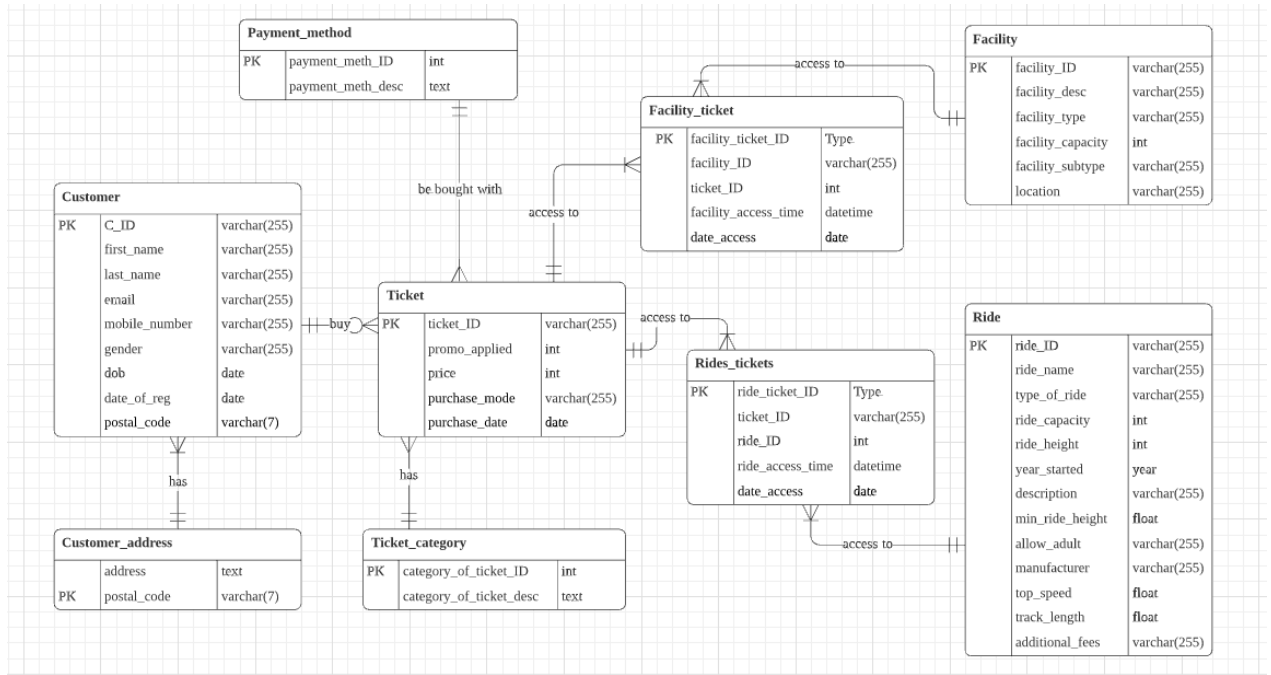 Payment_method
PK payment_meth_ID int
payment_meth_desc text
be bought with
Customer
PK C_ID varchar(255)
first_name varchar(255)
last_name varchar(255)
email varchar(255)
mobile_number varchar(255)
gender varchar(255)
dob date
date_of_reg date
postal_code varchar(7)
buy
has
Customer_address
address text
PK postal_code varchar(7)
Ticket
PK ticket_ID varchar(255)
promo_applied int
price int
purchase_mode varchar(255)
purchase_date date
has
Ticket_category
PK category_of_ticket_ID int
category_of_ticket_desc text
access to
access to
Facility_ticket
PK facility_ticket_ID Type
facility_ID varchar(255)
ticket_ID int
facility_access_time datetime
date_access date
access to
Rides_tickets
PK ride_ticket_ID Type
ticket_ID varchar(255)
ride_ID int
ride_access_time datetime
date_access date
access to
Facility
PK facility_ID varchar(255)
facility_desc varchar(255)
facility_type varchar(255)
facility_capacity int
facility_subtype varchar(255)
location varchar(255)
Ride
PK ride_ID varchar(255)
ride_name varchar(255)
type_of_ride varchar(255)
ride_capacity int
ride_height int
year_started year
description varchar(255)
min_ride_height float
allow_adult varchar(255)
manufacturer varchar(255)
top_speed float
track_length float
additional_fees varchar(255)